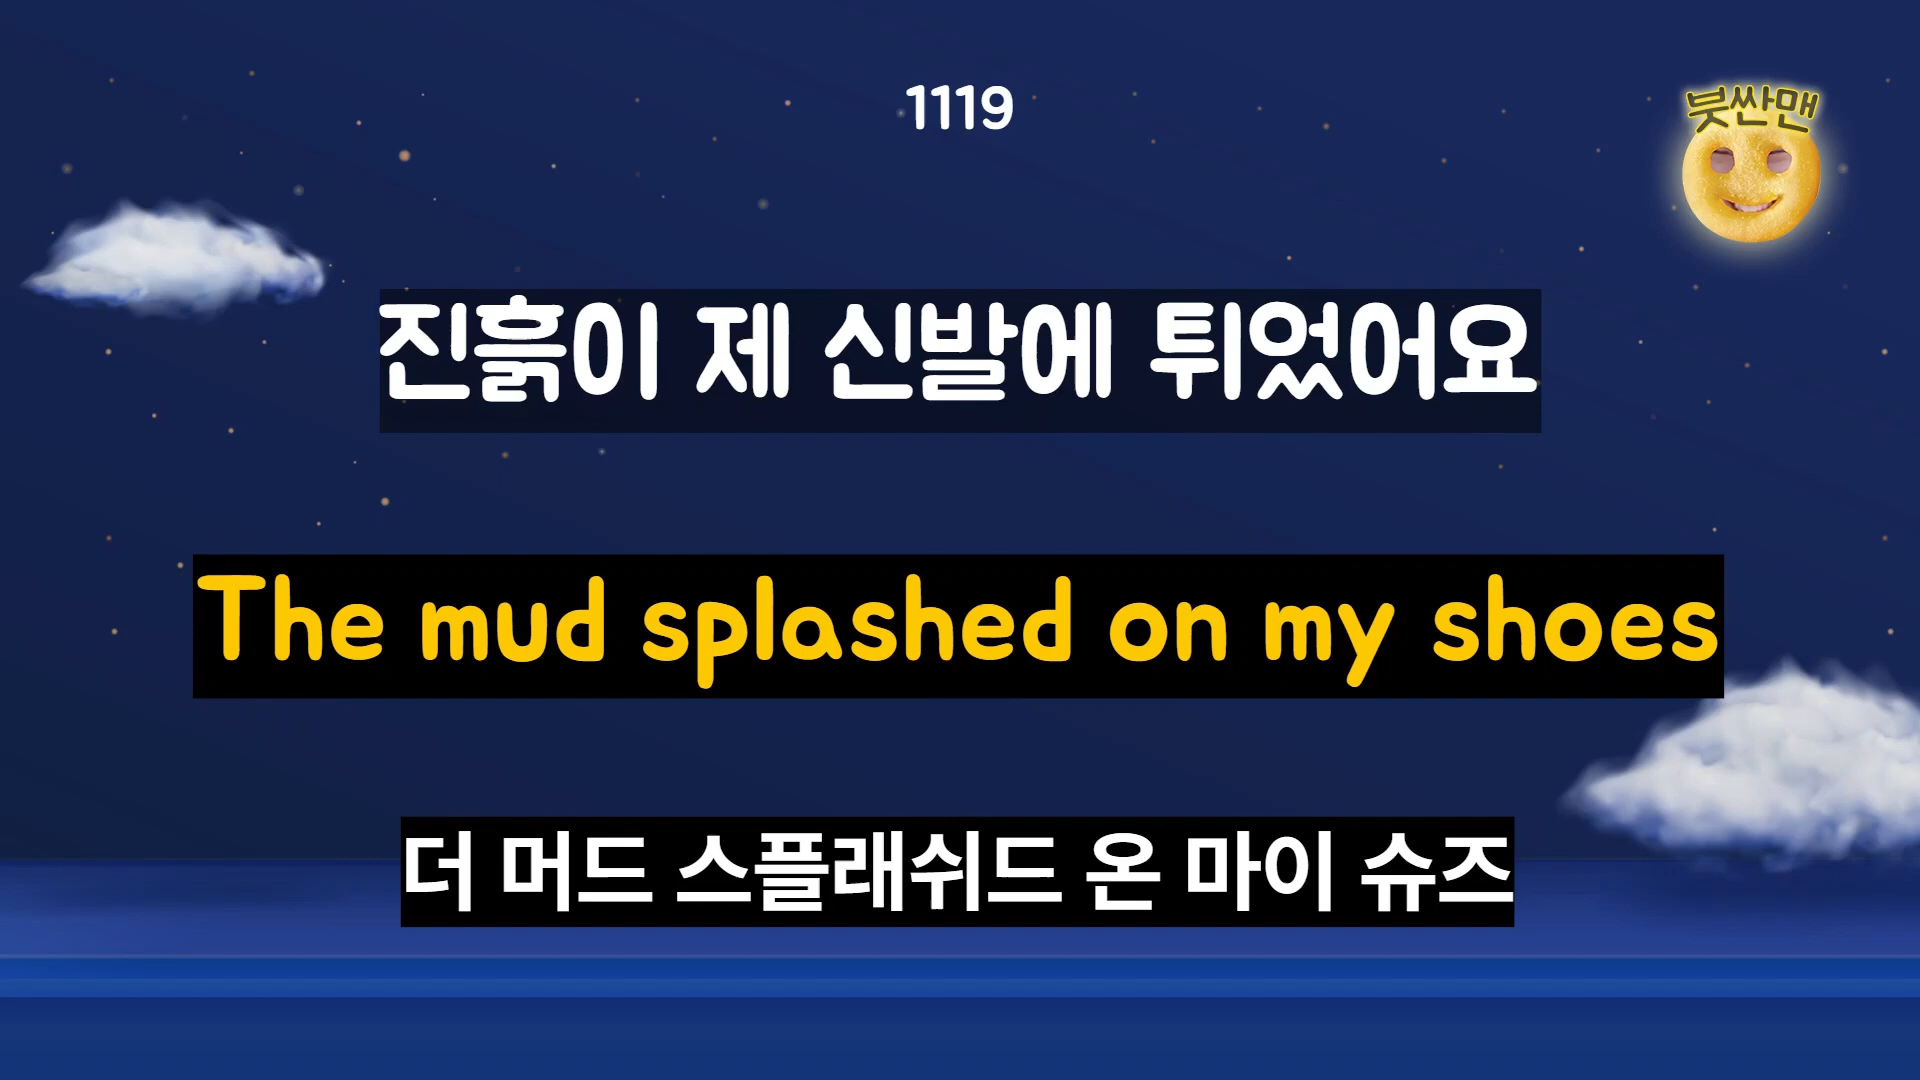 1119
붓싼맨
진흙이 제 신발에 튀었어요
The mud splashed on my shoes
더 머드 스플래쉬드 온 마이 슈즈